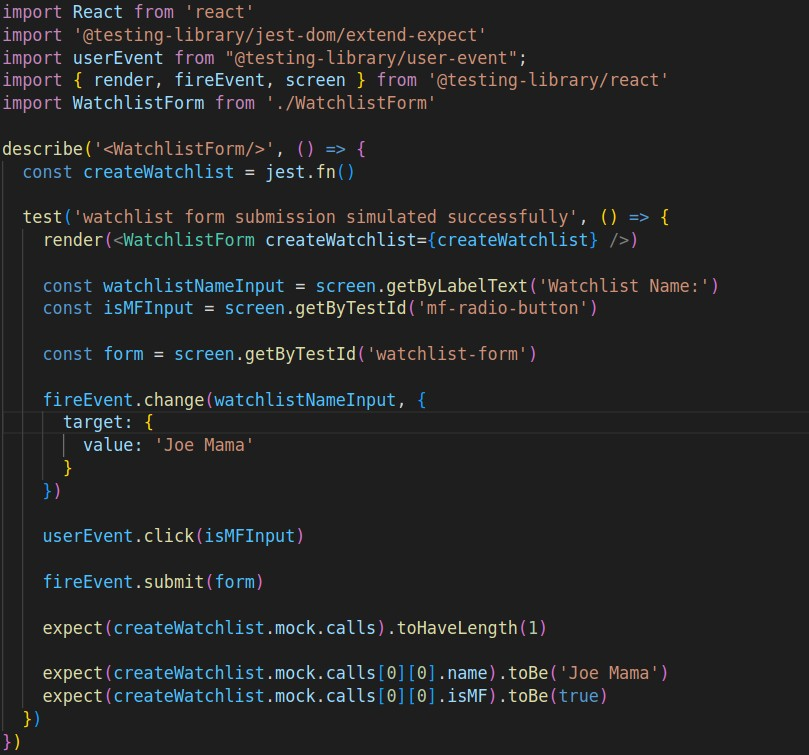 import React from 'react'
import '@testing-library/jest-dom/extend-expect'
import userEvent from "@testing-library/user-event";
import { render, fireEvent, screen } from '@testing-library/react'
import WatchlistForm from './WatchlistForm'
describe('<WatchlistForm/>', () => {
const createWatchlist = jest.fn()
test('watchlist form submission simulated successfully', () => {
render(<WatchlistForm createWatchlist={createWatchlist} />)
const watchlistNameInput = screen.getByLabelText('Watchlist Name:')
const isMFInput = screen.getByTestId('mf-radio-button')
const form = screen.getByTestId('watchlist-form')
fireEvent.change(watchlistNameInput, {
target: {
value: 'Joe Mama'
}
})
userEvent.click(isMFInput)
fireEvent.submit(form)
expect(createWatchlist.mock.calls).toHaveLength(1)
expect(createWatchlist.mock.calls[0][0].name).toBe('Joe Mama')
expect(createWatchlist.mock.calls[0][0].isMF).toBe(true)
})
})